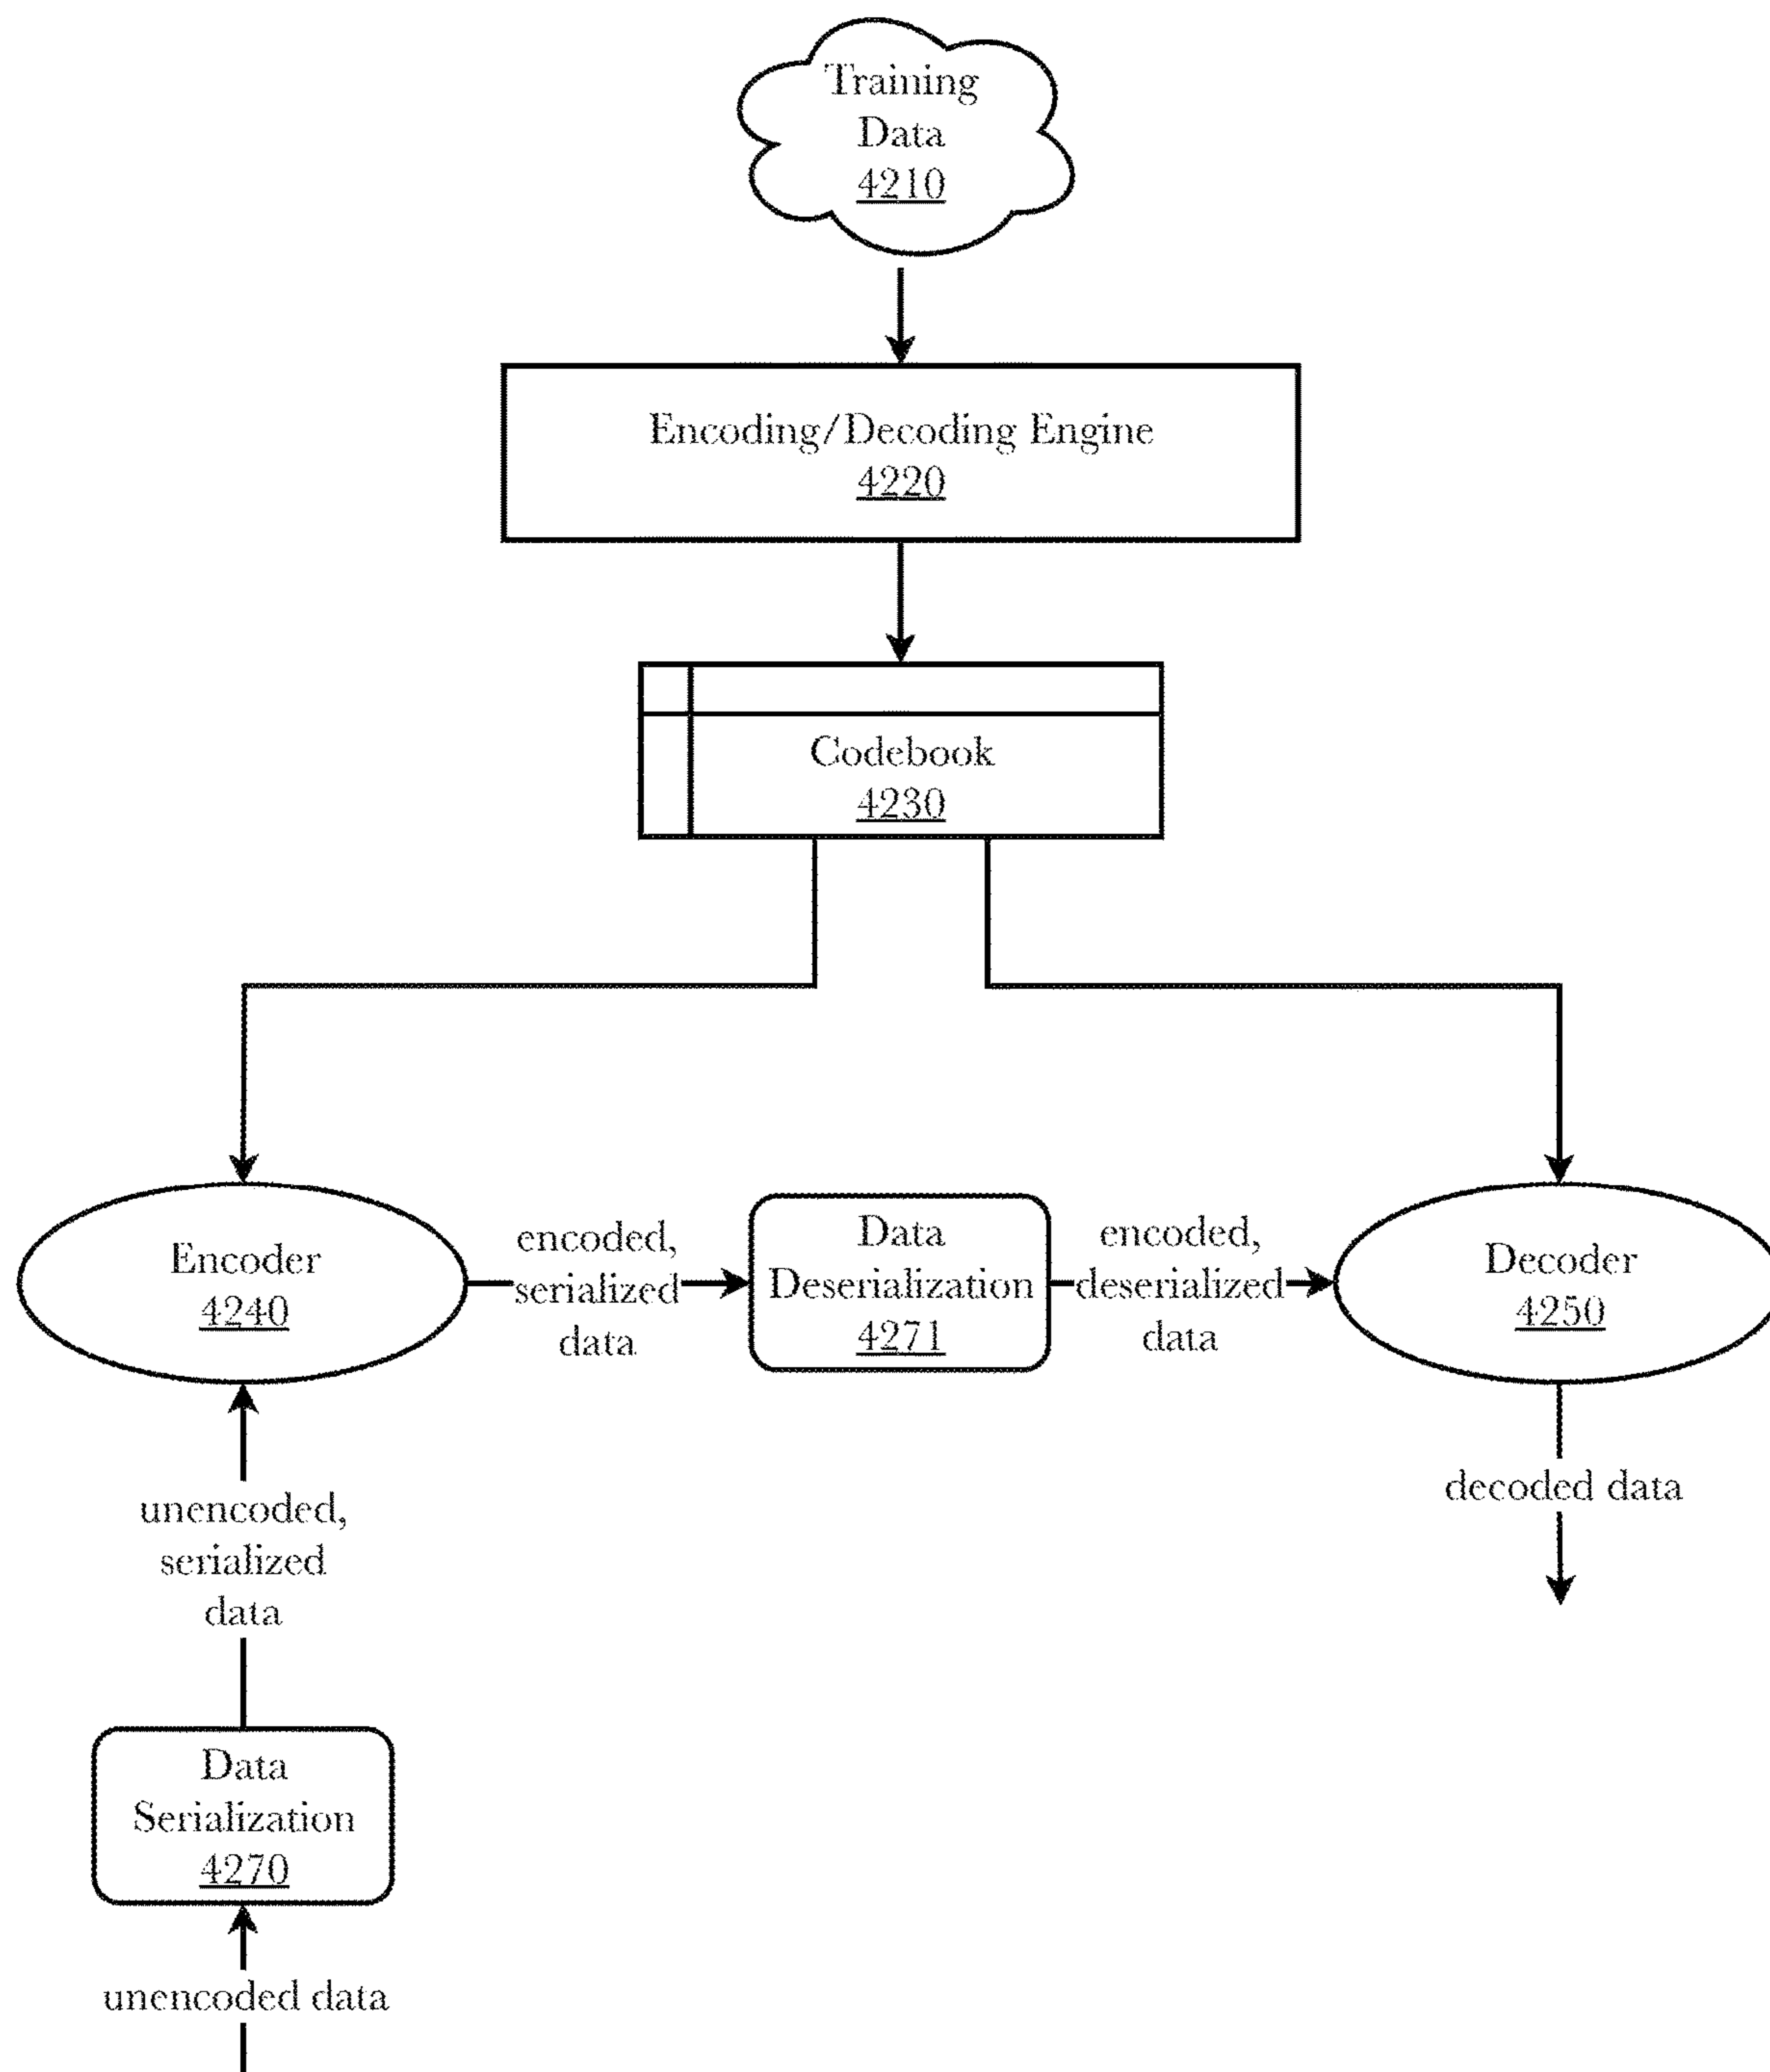 Training
Data
4210
Encoding/Decoding Engine
4220
Codebook
4230
Encoder
4240
encoded,
serialized
data
Data
Deserialization
4271
encoded,
deserialized
data
Decoder
4250
unencoded,
serialized
data
decoded data
Data
Serialization
4270
unencoded data